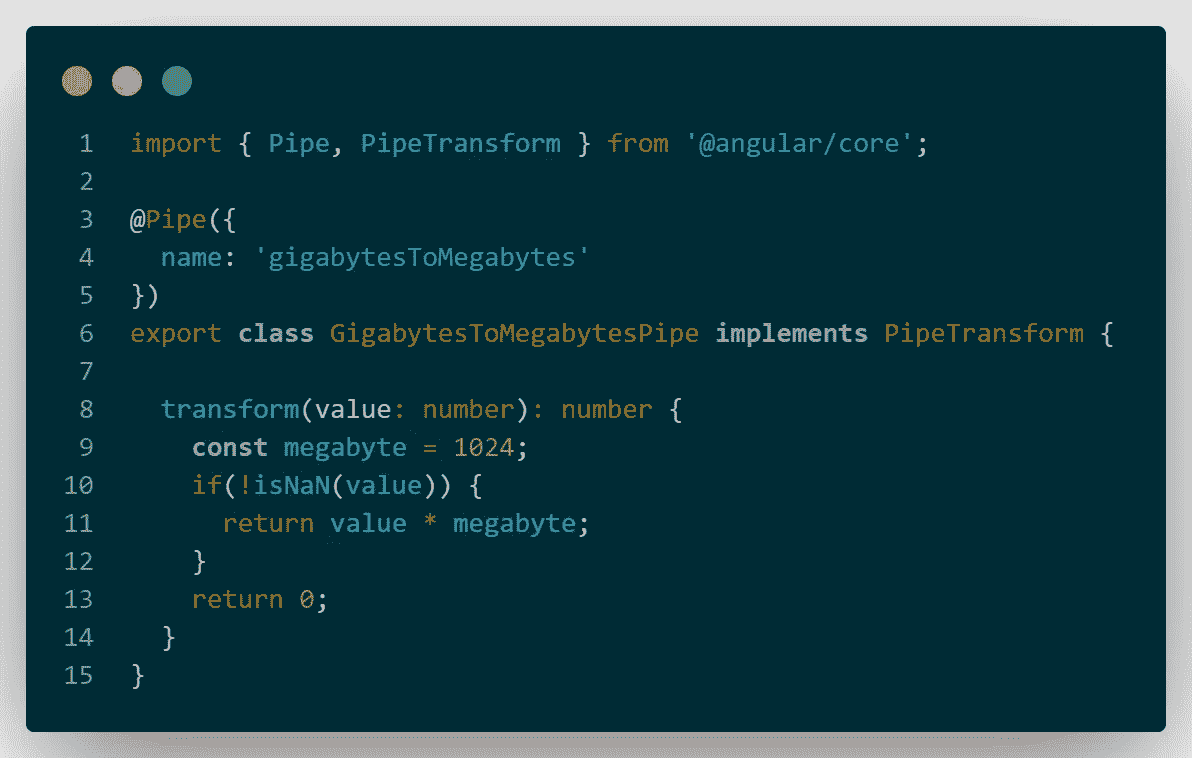 1 import { Pipe, PipeTransform } from '@angular/core';
2
3 @Pipe({
4   name: 'gigabytesToMegabytes'
5 })
6 export class GigabytesToMegabytesPipe implements PipeTransform {
7
8   transform(value: number): number {
9     const megabyte = 1024;
10     if(!isNaN(value)) {
11       return value * megabyte;
12     }
13     return 0;
14   }
15 }